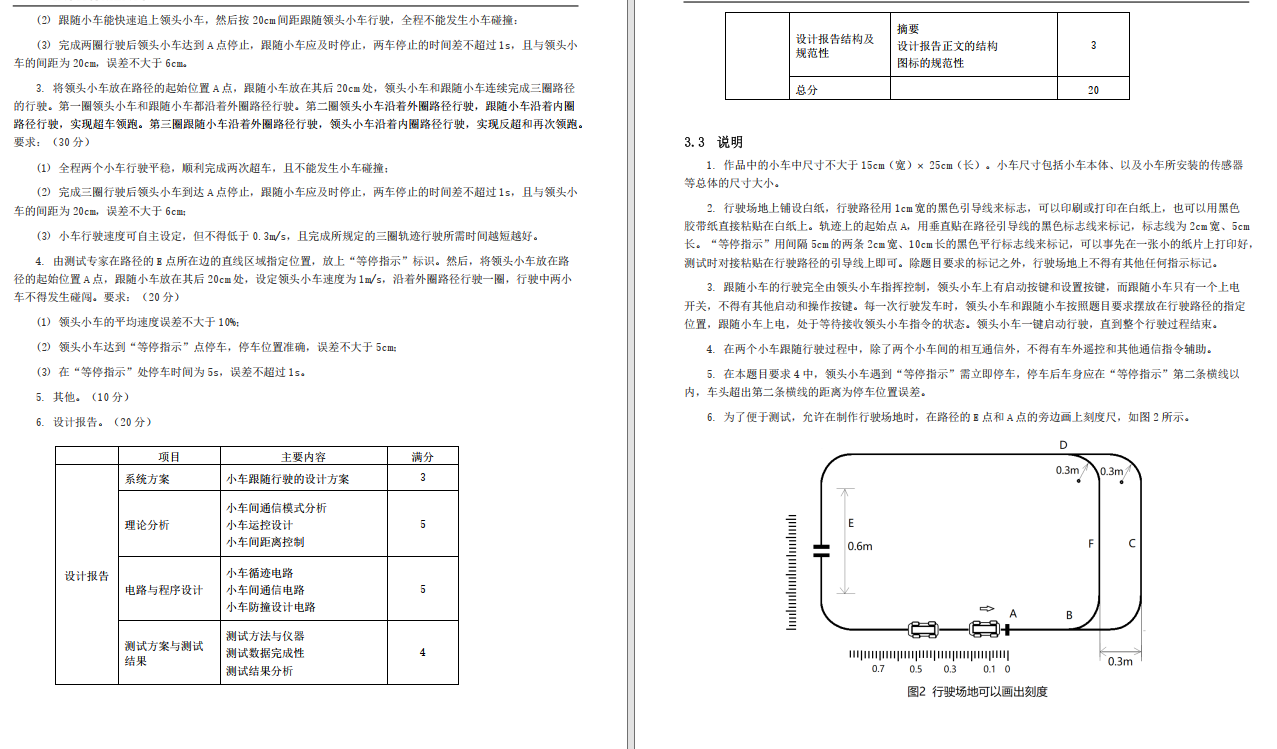 (2) 跟随小车能快速追上领头小车，然后按 20cm 间距跟随领头小车行驶，全程不能发生小车碰撞；
(3) 完成两圈行驶后领头小车达到 A 点停止，跟随小车应及时停止，两车停止的时间差不超过 1s，且与领头小
车的间距为 20cm，误差不大于 6cm。
3. 将领头小车放在路径的起始位置 A 点，跟随小车放在其后 20cm 处，领头小车和跟随小车连续完成三圈路径
的行驶。第一圈领头小车和跟随小车都沿着外圈路径行驶。第二圈领头小车沿着外圈路径行驶，跟随小车沿着内圈
路径行驶，实现超车领跑。第三圈跟随小车沿着外圈路径行驶，领头小车沿着内圈路径行驶，实现反超和再次领跑。
要求：（30 分）
(1) 全程两个小车行驶平稳，顺利完成两次超车，且不能发生小车碰撞；
(2) 完成三圈行驶后领头小车到达 A 点停止，跟随小车应及时停止，两车停止的时间差不超过 1s，且与领头小
车的间距为 20cm，误差不大于 6cm；
(3) 小车行驶速度可自主设定，但不得低于 0.3m/s，且完成所规定的三圈轨迹行驶所需时间越短越好。
4. 由测试专家在路径的 E 点所在边的直线区域指定位置，放上“等停指示”标识。然后，将领头小车放在路
径的起始位置 A 点，跟随小车放在其后 20cm 处，设定领头小车速度为 1m/s，沿着外圈路径行驶一圈，行驶中两小
车不得发生碰闯。要求：（20 分）
(1) 领头小车的平均速度误差不大于 10%；
(2) 领头小车达到“等停指示”点停车，停车位置准确，误差不大于 5cm；
(3) 在“等停指示”处停车时间为 5s，误差不超过 1s。
5. 其他。（10 分）
6. 设计报告。（20 分）
项目 主要内容 满分
设计报告
系统方案 小车跟随行驶的设计方案 3
理论分析
小车间通信模式分析
小车运控设计
小车间距离控制
5
电路与程序设计
小车循迹电路
小车间通信电路
小车防撞设计电路
5
测试方案与测试
结果
测试方法与仪器
测试数据完成性
测试结果分析
4
设计报告结构及
规范性
摘要
设计报告正文的结构
图标的规范性
3
总分 20
3.3 说明
1. 作品中的小车中尺寸不大于 15cm（宽）× 25cm（长）。小车尺寸包括小车本体、以及小车所安装的传感器
等总体的尺寸大小。
2. 行驶场地上铺设白纸，行驶路径用 1cm 宽的黑色引导线来标志，可以印刷或打印在白纸上，也可以用黑色
胶带纸直接粘贴在白纸上。轨迹上的起始点 A，用垂直贴在路径引导线的黑色标志线来标记，标志线为 2cm 宽、5cm
长。“等停指示”用间隔 5cm 的两条 2cm 宽、10cm 长的黑色平行标志线来标记，可以事先在一张小的纸片上打印好，
测试时对接粘贴在行驶路径的引导线上即可。除题目要求的标记之外，行驶场地上不得有其他任何指示标记。
3. 跟随小车的行驶完全由领头小车指挥控制，领头小车上有启动按键和设置按键，而跟随小车只有一个上电
开关，不得有其他启动和操作按键。每一次行驶发车时，领头小车和跟随小车按照题目要求摆放在行驶路径的指定
位置，跟随小车上电，处于等待接收领头小车指令的状态。领头小车一键启动行驶，直到整个行驶过程结束。
4. 在两个小车跟随行驶过程中，除了两个小车间的相互通信外，不得有车外遥控和其他通信指令辅助。
5. 在本题目要求 4 中，领头小车遇到“等停指示”需立即停车，停车后车身应在“等停指示”第二条横线以
内，车头超出第二条横线的距离为停车位置误差。
6. 为了便于测试，允许在制作行驶场地时，在路径的 E 点和 A 点的旁边画上刻度尺，如图 2 所示。
D
0.3m 0.3m
E
0.6m
F C
A
B
0.7 0.5 0.3 0.1 0
0.3m
图2 行驶场地可以画出刻度